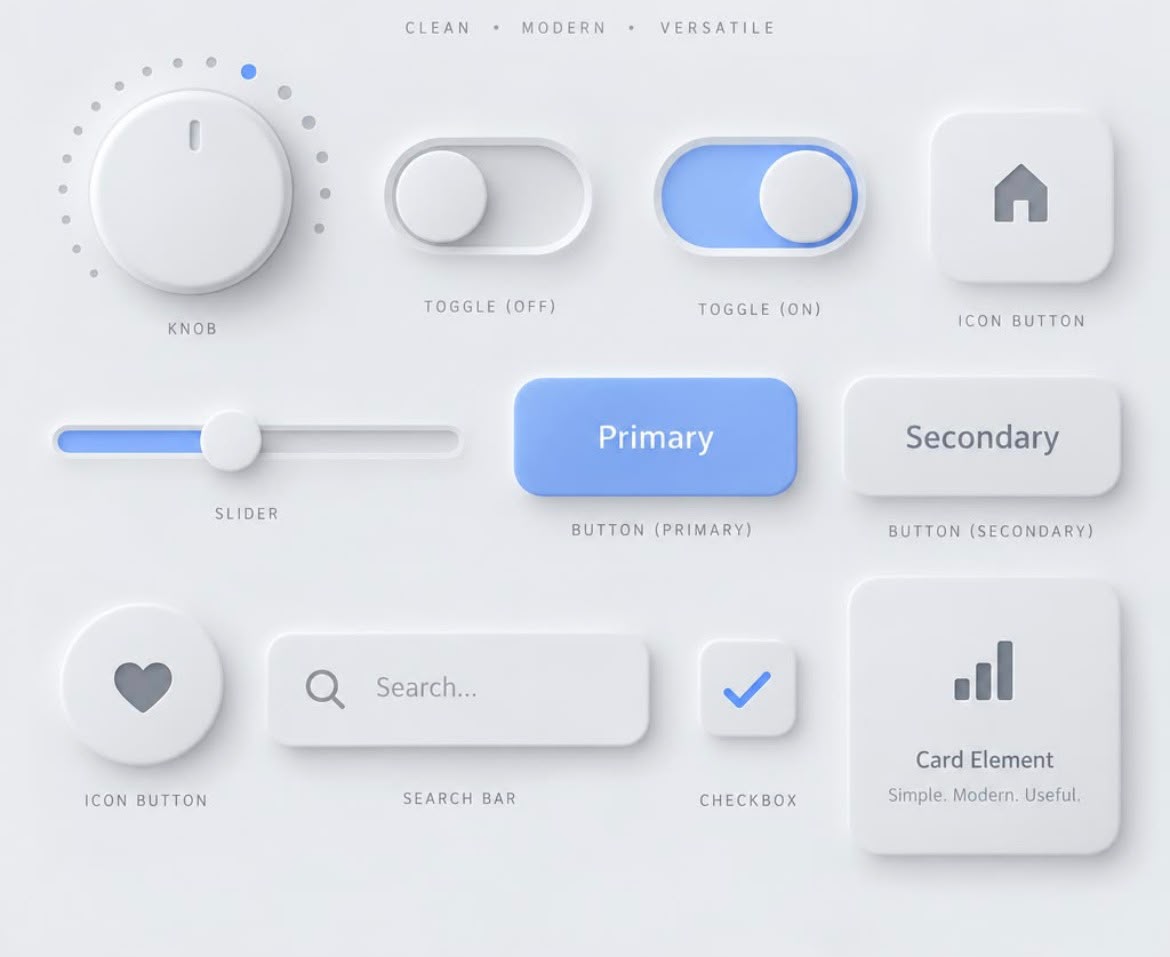 CLEAN • MODERN • VERSATILE
KNOB
TOGGLE (OFF)
TOGGLE (ON)
ICON BUTTON
SLIDER
Primary
BUTTON (PRIMARY)
Secondary
BUTTON (SECONDARY)
ICON BUTTON
Search...
SEARCH BAR
CHECKBOX
Card Element
Simple. Modern. Useful.